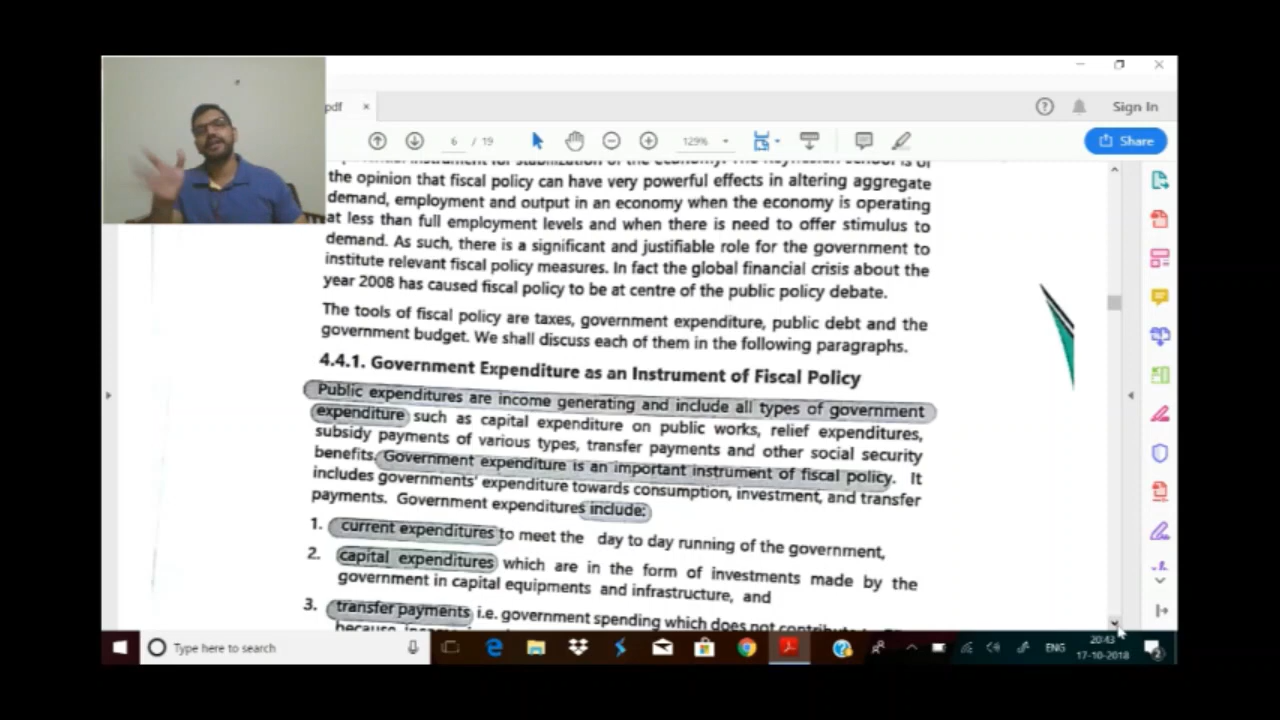 pdf
Sign In
6 / 19
129%
Share
instrument for stabilization of the economy. The Keynesian school is of
the opinion that fiscal policy can have very powerful effects in altering aggregate
demand, employment and output in an economy when the economy is operating
at less than full employment levels and when there is need to offer stimulus to
demand. As such, there is a significant and justifiable role for the government to
institute relevant fiscal policy measures. In fact the global financial crisis about the
year 2008 has caused fiscal policy to be at centre of the public policy debate.
The tools of fiscal policy are taxes, government expenditure, public debt and the
government budget. We shall discuss each of them in the following paragraphs.
4.4.1. Government Expenditure as an Instrument of Fiscal Policy
Public expenditures are income generating and include all types of government
expenditure such as capital expenditure on public works, relief expenditures,
subsidy payments of various types, transfer payments and other social security
benefits. Government expenditure is an important instrument of fiscal policy. It
includes governments' expenditure towards consumption, investment, and transfer
payments. Government expenditures include:
1. current expenditures to meet the day to day running of the government,
2. capital expenditures which are in the form of investments made by the
government in capital equipments and infrastructure, and
3. transfer payments i.e. government spending which does not
because
Type here to search
ENG
20:43
17-10-2018